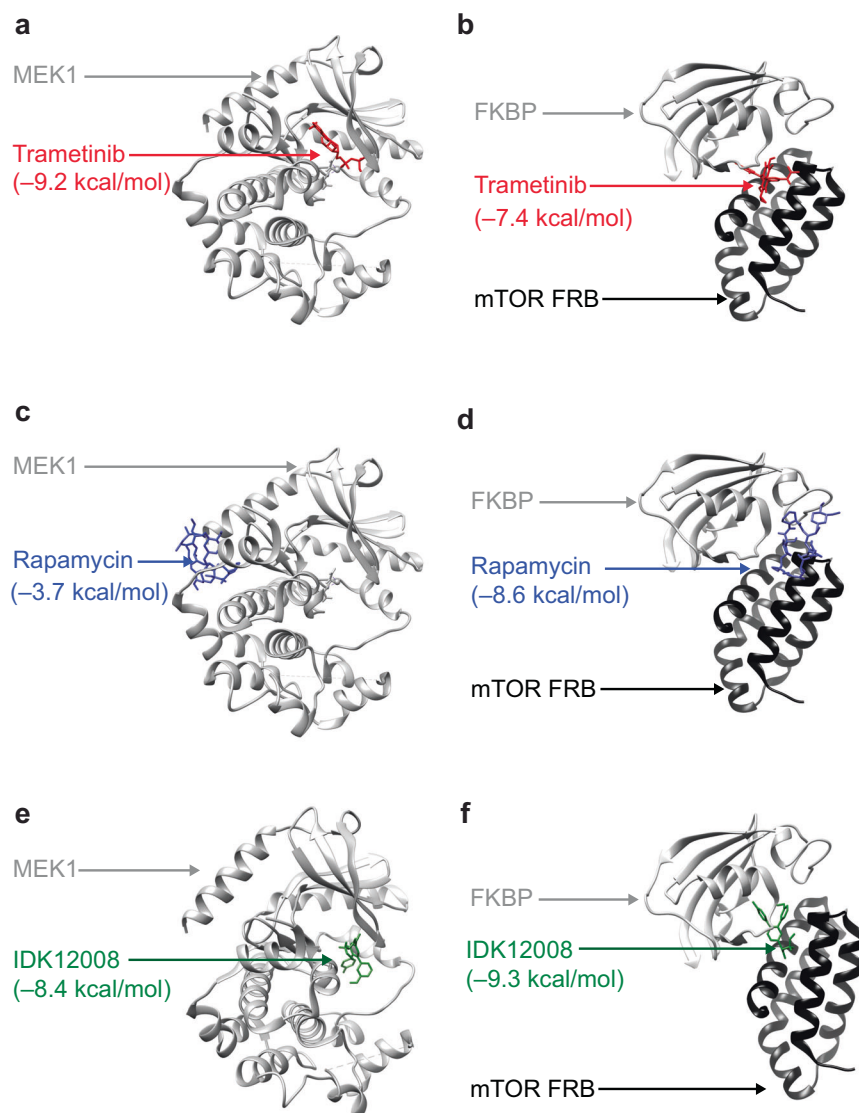 a
MEK1
Trametinib
(–9.2 kcal/mol)
b
FKBP
Trametinib
(–7.4 kcal/mol)
mTOR FRB
c
MEK1
Rapamycin
(–3.7 kcal/mol)
d
FKBP
Rapamycin
(–8.6 kcal/mol)
mTOR FRB
e
MEK1
IDK12008
(–8.4 kcal/mol)
f
FKBP
IDK12008
(–9.3 kcal/mol)
mTOR FRB